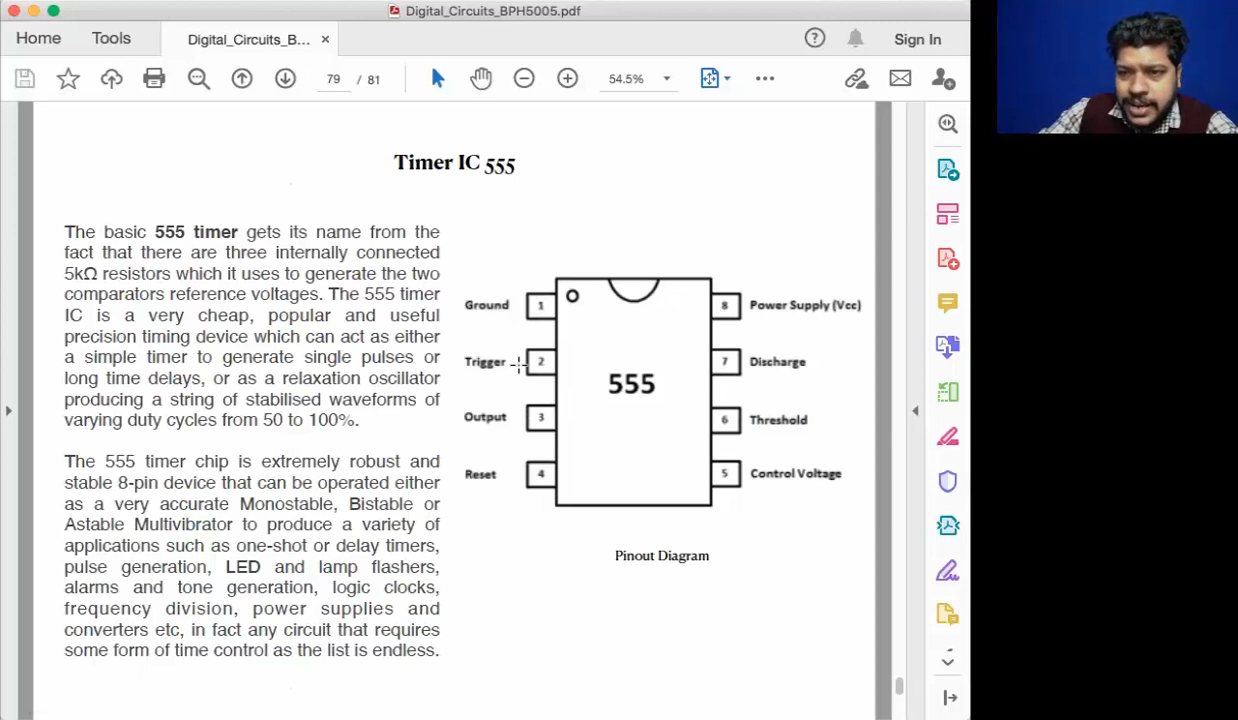 Digital_Circuits_BPH5005.pdf
Home
Tools
Digital_Circuits_B...
Sign In
79 / 81
54.5%
Timer IC 555
The basic 555 timer gets its name from the
fact that there are three internally connected
5kΩ resistors which it uses to generate the two
comparators reference voltages. The 555 timer
IC is a very cheap, popular and useful
precision timing device which can act as either
a simple timer to generate single pulses or
long time delays, or as a relaxation oscillator
producing a string of stabilised waveforms of
varying duty cycles from 50 to 100%.
The 555 timer chip is extremely robust and
stable 8-pin device that can be operated either
as a very accurate Monostable, Bistable or
Astable Multivibrator to produce a variety of
applications such as one-shot or delay timers,
pulse generation, LED and lamp flashers,
alarms and tone generation, logic clocks,
frequency division, power supplies and
converters etc, in fact any circuit that requires
some form of time control as the list is endless.
Ground 1 8 Power Supply (Vcc)
Trigger 2 7 Discharge
555
Output 3 6 Threshold
Reset 4 5 Control Voltage
Pinout Diagram